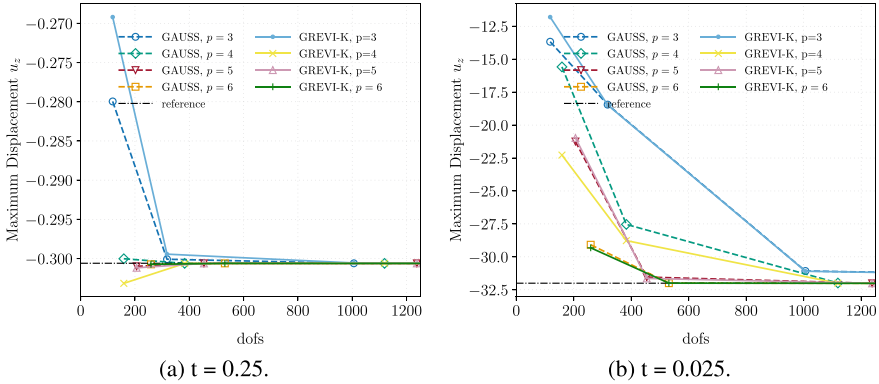 −0.270
−0.275
−0.280
−0.285
−0.290
−0.295
−0.300
Maximum Displacement u_z
GAUSS, p = 3
GAUSS, p = 4
GAUSS, p = 5
GAUSS, p = 6
reference
GREVI-K, p=3
GREVI-K, p=4
GREVI-K, p=5
GREVI-K, p = 6
0 200 400 600 800 1000 1200
dofs
(a) t = 0.25.
−12.5
−15.0
−17.5
−20.0
−22.5
−25.0
−27.5
−30.0
−32.5
Maximum Displacement u_z
GAUSS, p = 3
GAUSS, p = 4
GAUSS, p = 5
GAUSS, p = 6
reference
GREVI-K, p=3
GREVI-K, p=4
GREVI-K, p=5
GREVI-K, p = 6
0 200 400 600 800 1000 1200
dofs
(b) t = 0.025.